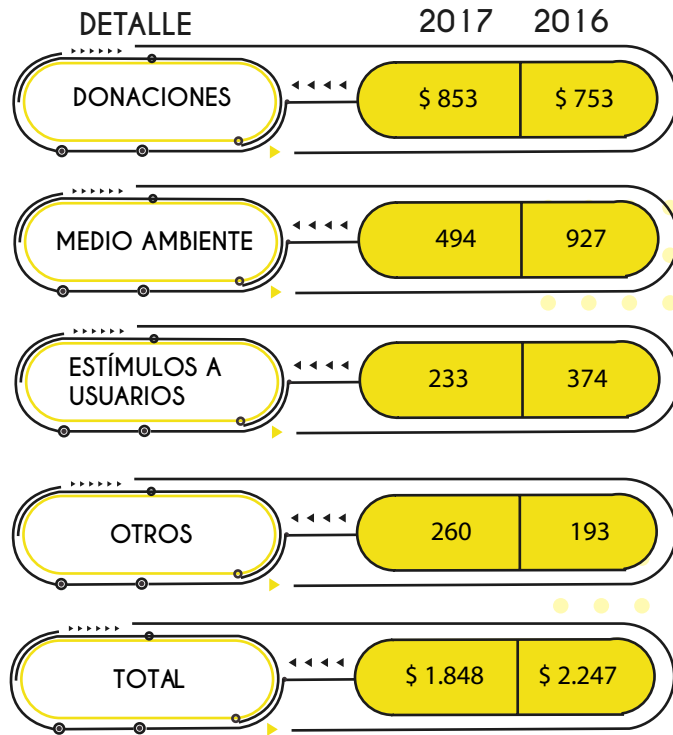 DETALLE 2017 2016
DONACIONES $ 853 $ 753
MEDIO AMBIENTE 494 927
ESTÍMULOS A
USUARIOS 233 374
OTROS 260 193
TOTAL $ 1.848 $ 2.247